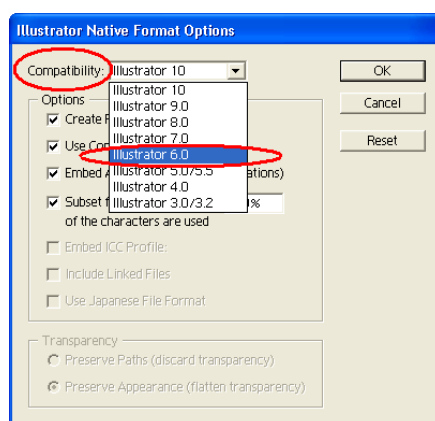 Illustrator Native Format Options
Compatibility: Illustrator 10
OK
Illustrator 10
Options
Illustrator 9.0
Cancel
Create
Illustrator 8.0
Illustrator 7.0
Reset
Use
Illustrator 6.0
Embed
Illustrator 5.0/5.5
Illustrator 4.0
Subset
Illustrator 3.0/3.2
%
of the characters are used
Embed ICC Profile:
Include Linked Files
Use Japanese File Format
Transparency
Preserve Paths (discard transparency)
Preserve Appearance (flatten transparency)